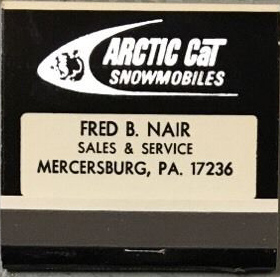 ARCTIC CAT
SNOWMOBILES
FRED B. NAIR
SALES & SERVICE
MERCERSBURG, PA. 17236